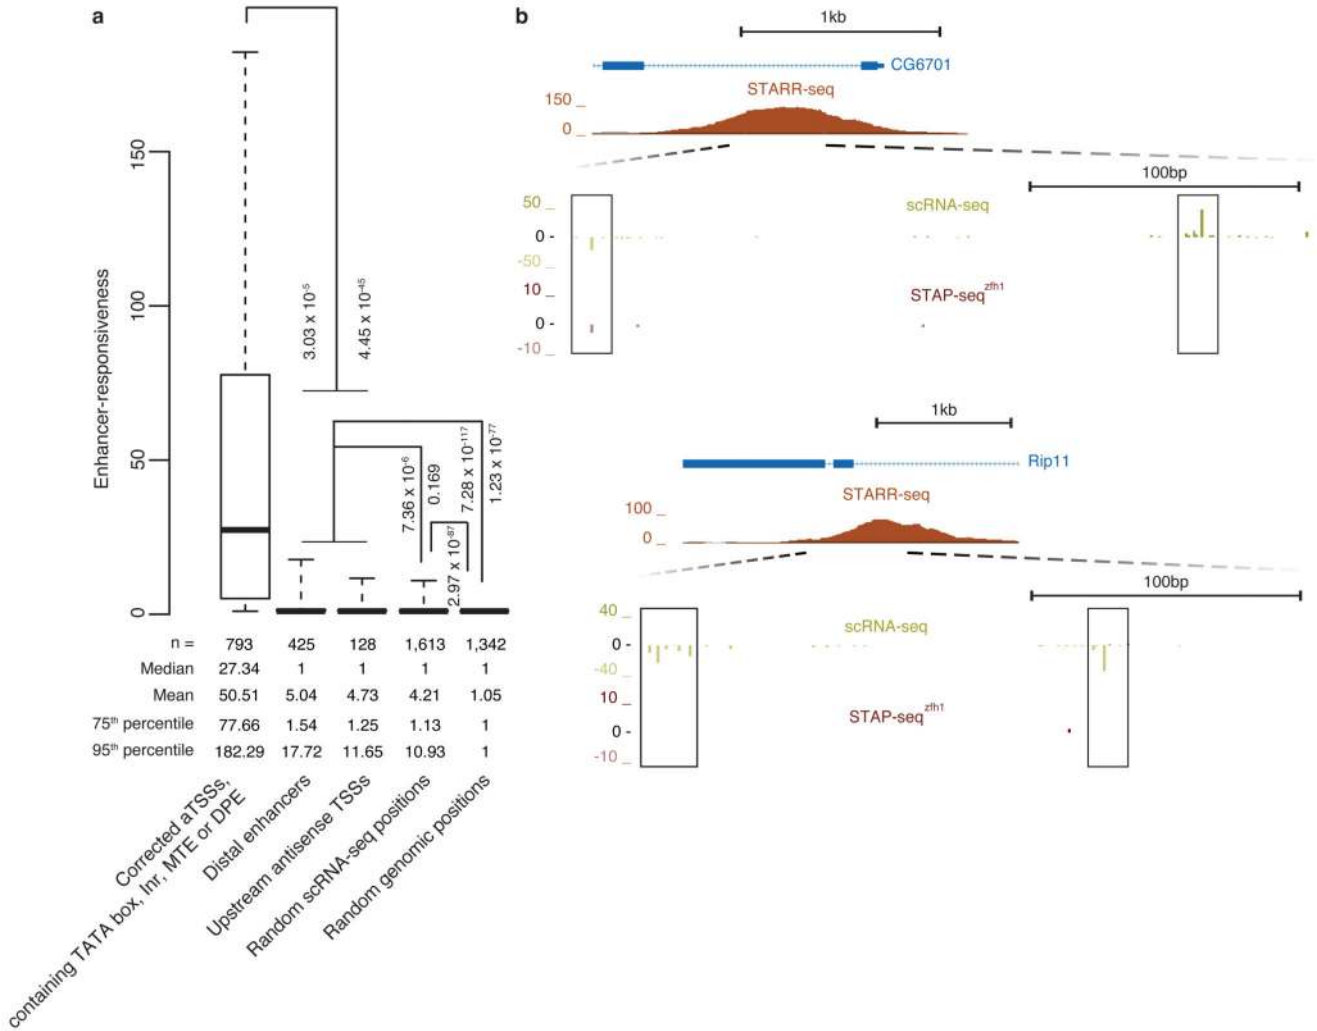 a
Enhancer-responsiveness
150
100
50
0
3.03 x 10-5
4.45 x 10-45
7.36 x 10-6
0.169
7.28 x 10-117
1.23 x 10-77
2.97 x 10-87
n = 793 425 128 1,613 1,342
Median 27.34 1 1 1 1
Mean 50.51 5.04 4.73 4.21 1.05
75th percentile 77.66 1.54 1.25 1.13 1
95th percentile 182.29 17.72 11.65 10.93 1
Corrected aTSSs,
containing TATA box, Inr, MTE or DPE
Distal enhancers
Upstream antisense TSSs
Random scRNA-seq positions
Random genomic positions
b
1kb
CG6701
STARR-seq
150
0
100bp
scRNA-seq
50
0
-50
STAP-seq zfh1
10
0
-10
1kb
Rip11
STARR-seq
100
0
100bp
scRNA-seq
40
0
-40
STAP-seq zfh1
10
0
-10